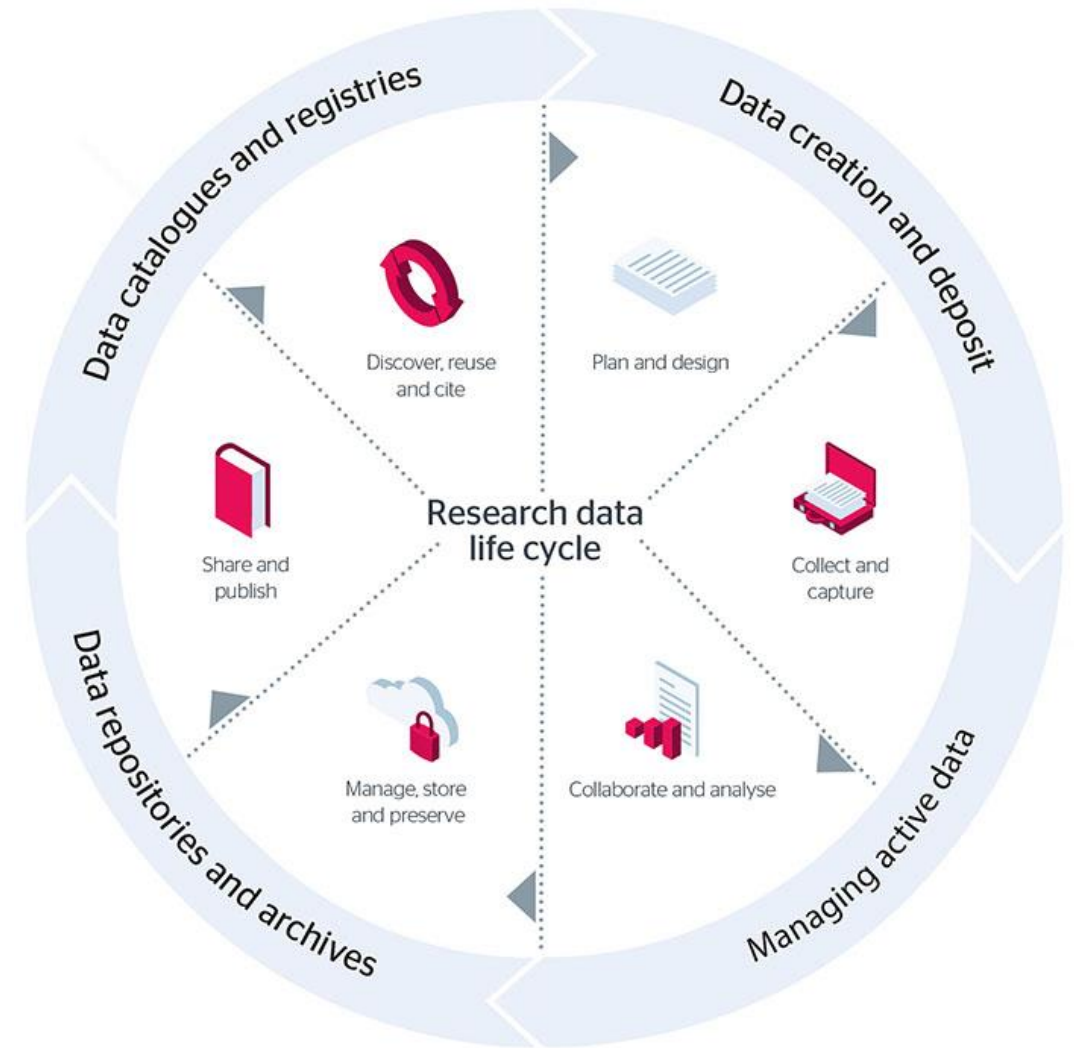 Data catalogues and registries
Data creation and deposit
Discover, reuse
and cite
Plan and design
Research data
life cycle
Share and
publish
Collect and
capture
Manage, store
and preserve
Collaborate and analyse
Data repositories and archives
Managing active data